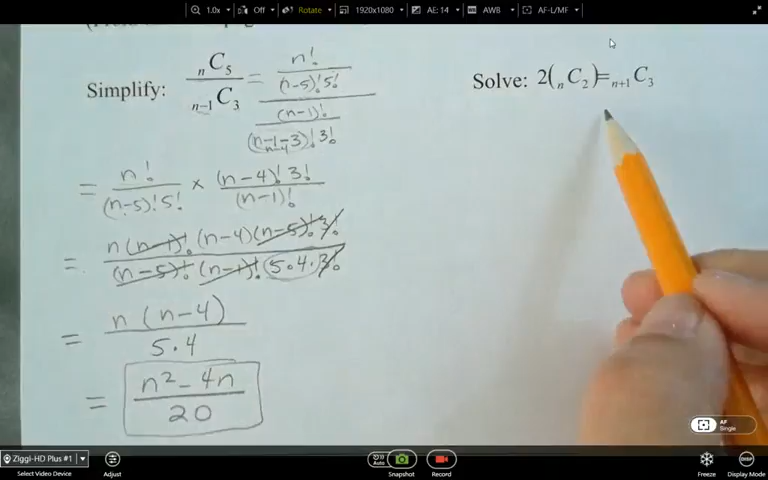 1.0x Off Rotate 1920x1080 AE: 14 AWB AF-L/MF
Simplify: nC5 / n-1C3 = n! / (n-5)!5! / (n-1)! / (n-1-3)!3!
n-4
= n! / (n-5)!5! × (n-4)!3! / (n-1)!
= n(n-1)!(n-4)(n-5)!3! / (n-5)!(n-1)!(5·4·3!
= n(n-4) / 5·4
= n²-4n / 20
Solve: 2(nC2)=n+1C3
AF
Single
Ziggi-HD Plus #1
Select Video Device
Adjust
Auto
Snapshot
Record
Freeze
DISP
Display Mode